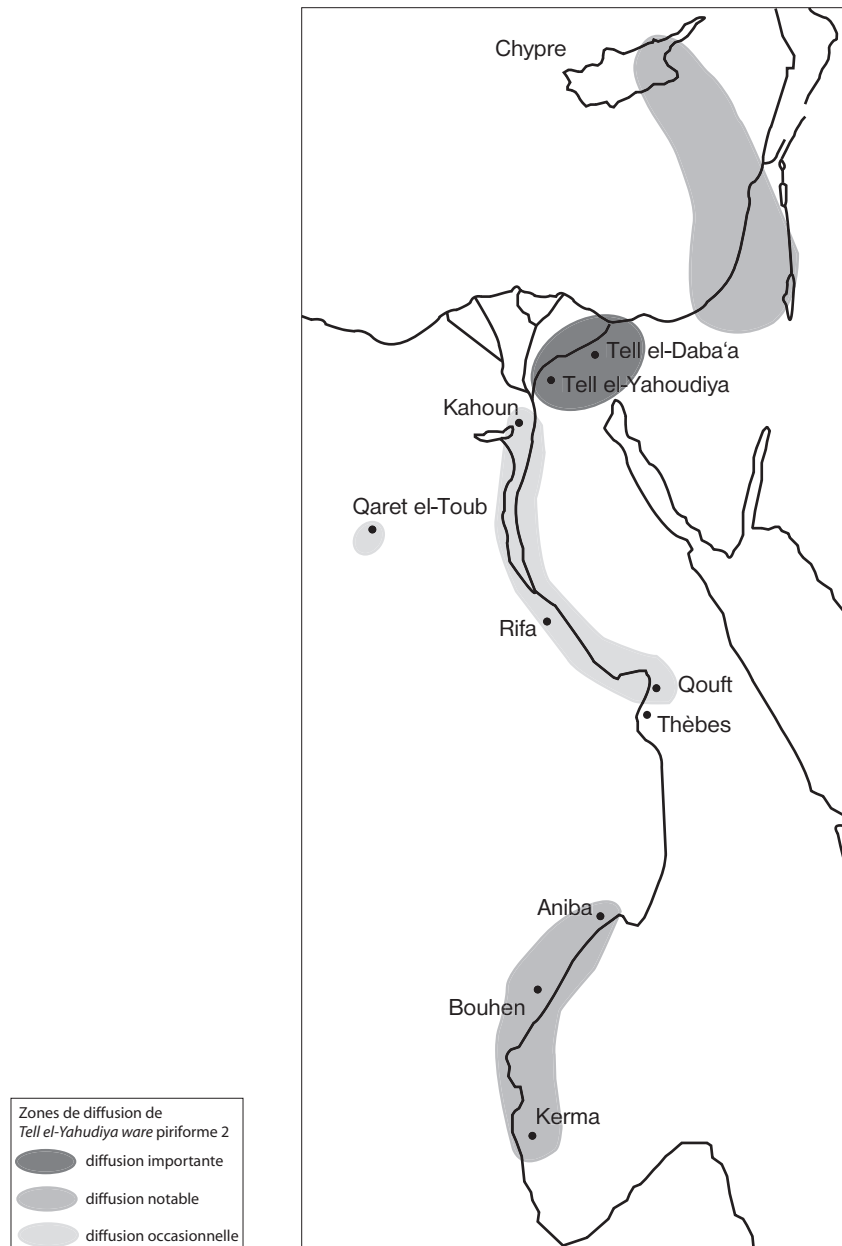 Chypre
Tell el-Daba‘a
Tell el-Yahoudiya
Kahoun
Qaret el-Toub
Rifa
Qouft
Thèbes
Aniba
Bouhen
Kerma
Zones de diffusion de
Tell el-Yahudiya ware piriforme 2
diffusion importante
diffusion notable
diffusion occasionnelle